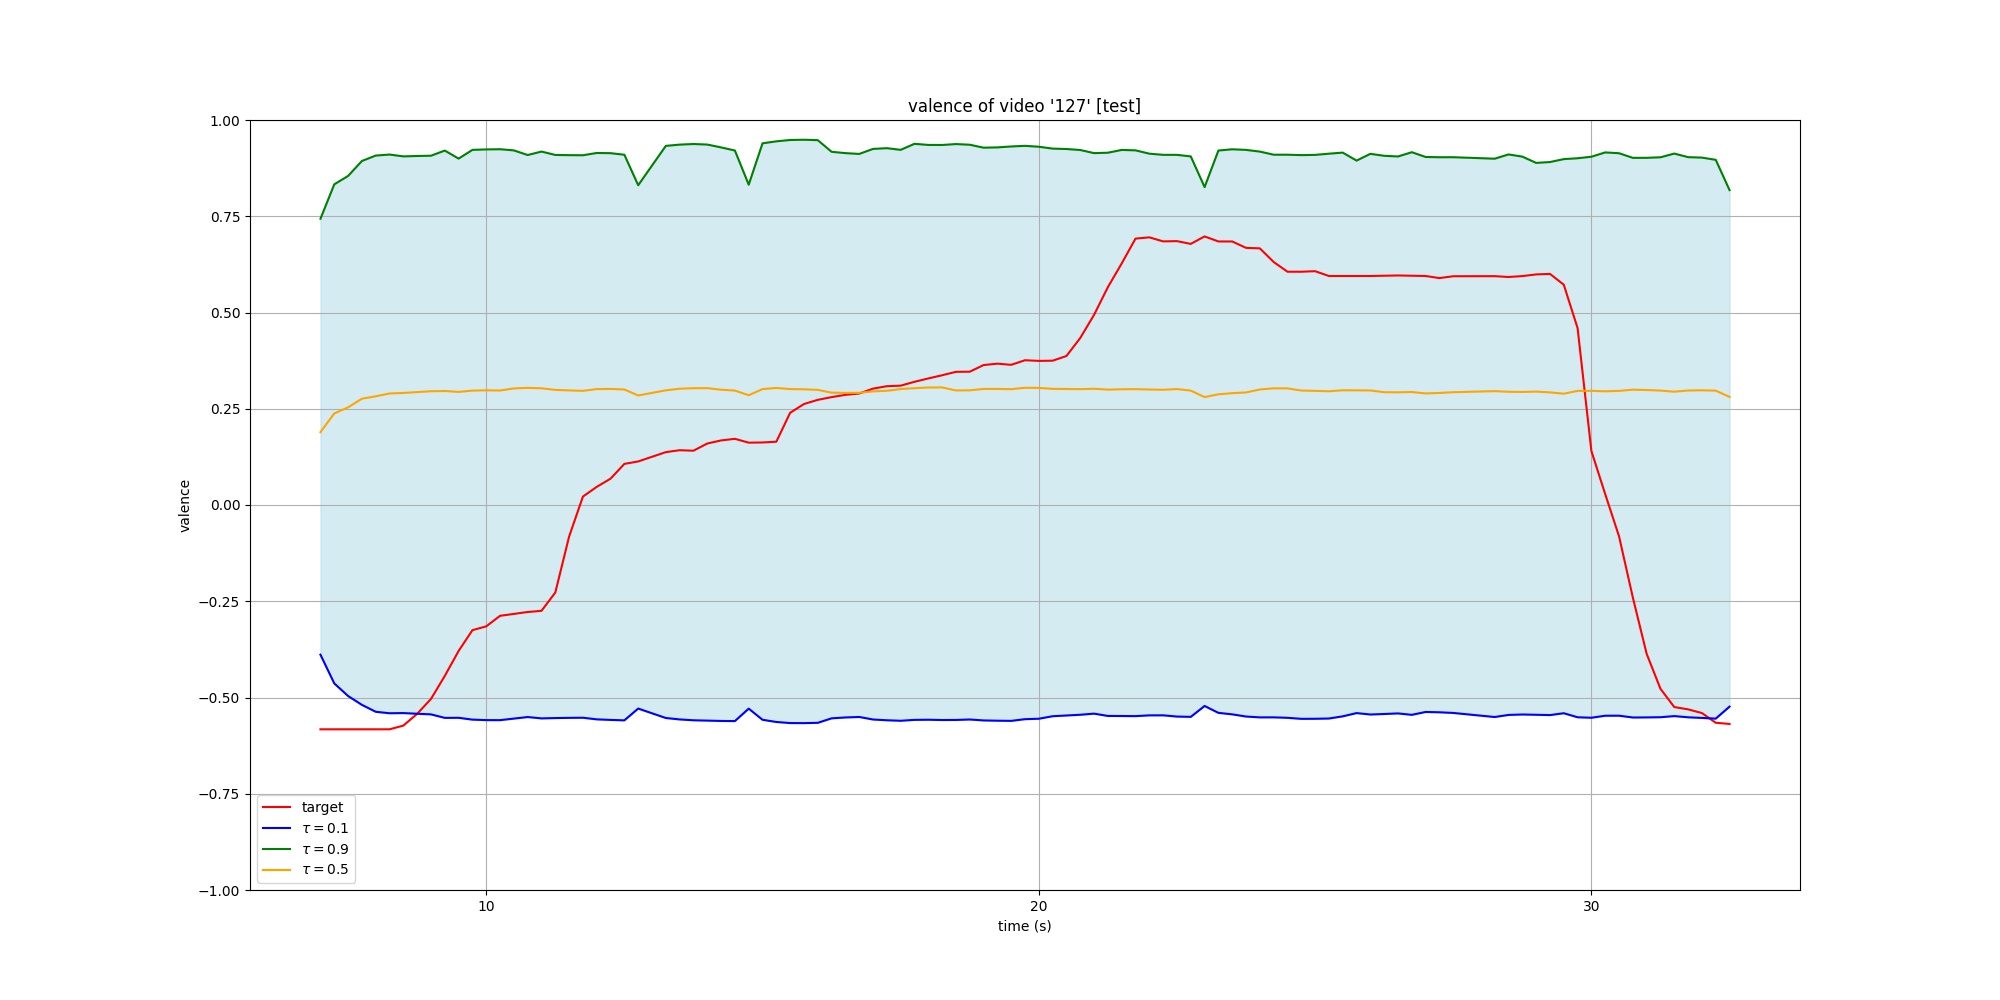 valence of video '127' [test]
1.00
0.75
0.50
0.25
0.00
−0.25
−0.50
−0.75
−1.00
valence
target
τ = 0.1
τ = 0.9
τ = 0.5
10 20 30
time (s)